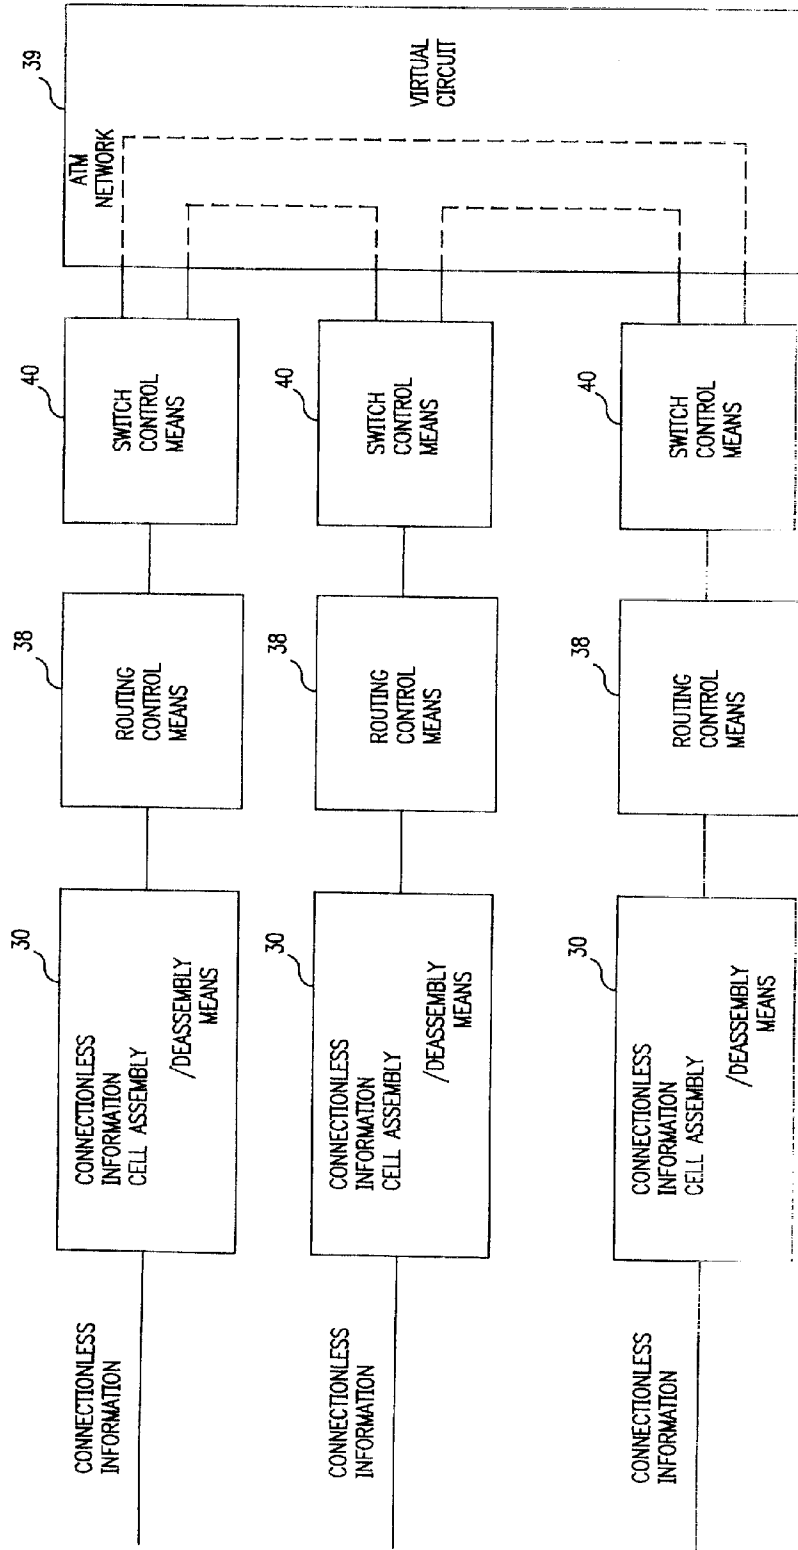 CONNECTIONLESS
INFORMATION
30
CONNECTIONLESS
INFORMATION
CELL ASSEMBLY
/DEASSEMBLY
MEANS
38
ROUTING
CONTROL
MEANS
40
SWITCH
CONTROL
MEANS
39
ATM
NETWORK
VIRTUAL
CIRCUIT
CONNECTIONLESS
INFORMATION
30
CONNECTIONLESS
INFORMATION
CELL ASSEMBLY
/DEASSEMBLY
MEANS
38
ROUTING
CONTROL
MEANS
40
SWITCH
CONTROL
MEANS
CONNECTIONLESS
INFORMATION
30
CONNECTIONLESS
INFORMATION
CELL ASSEMBLY
/DEASSEMBLY
MEANS
38
ROUTING
CONTROL
MEANS
40
SWITCH
CONTROL
MEANS